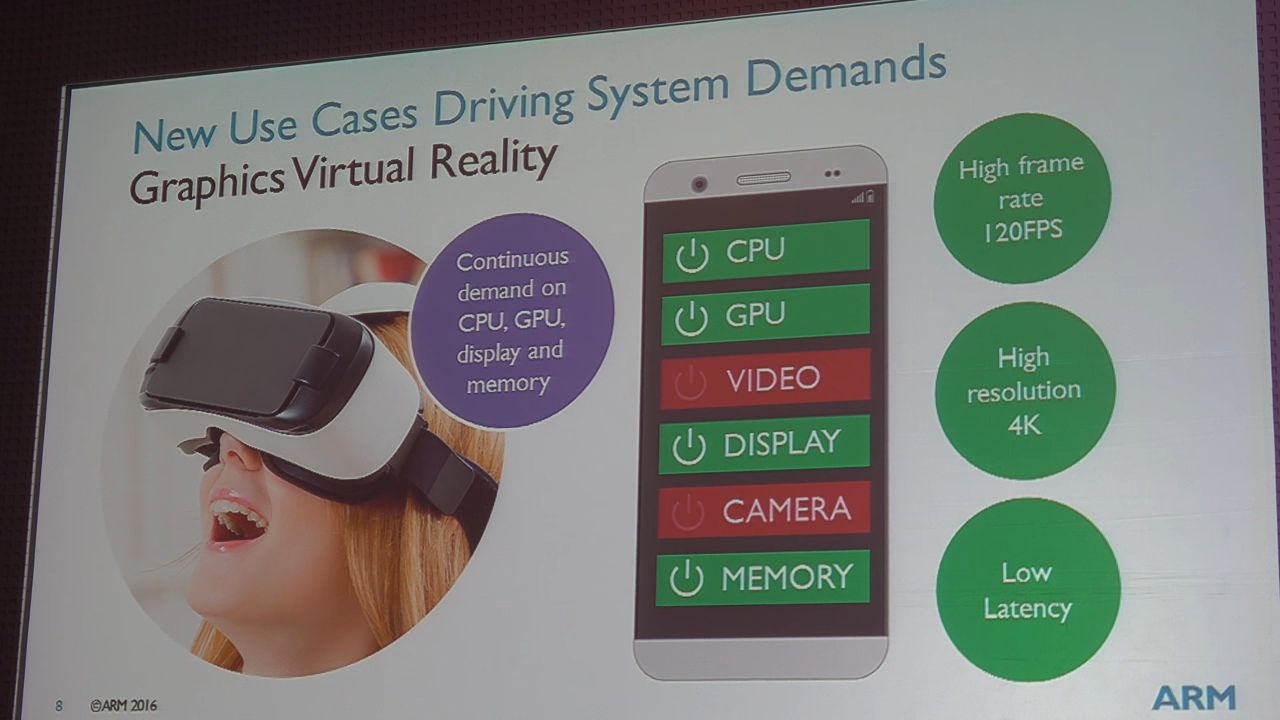 New Use Cases Driving System Demands
Graphics Virtual Reality
Continuous
demand on
CPU, GPU,
display and
memory
CPU
GPU
VIDEO
DISPLAY
CAMERA
MEMORY
High frame
rate
120FPS
High
resolution
4K
Low
Latency
8 ©ARM 2016
ARM